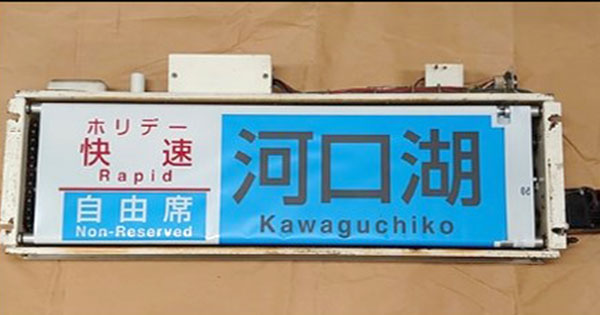 ホリデー
快速
Rapid
自由席
Non-Reserved
河口湖
Kawaguchiko